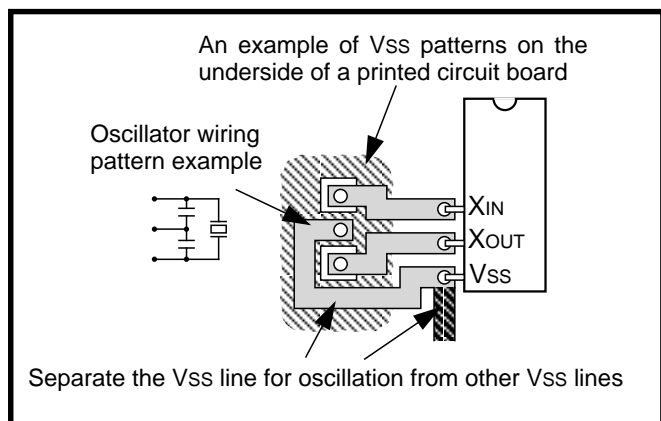 An example of Vss patterns on the
underside of a printed circuit board
Oscillator wiring
pattern example
XIN
XOUT
Vss
Separate the Vss line for oscillation from other Vss lines